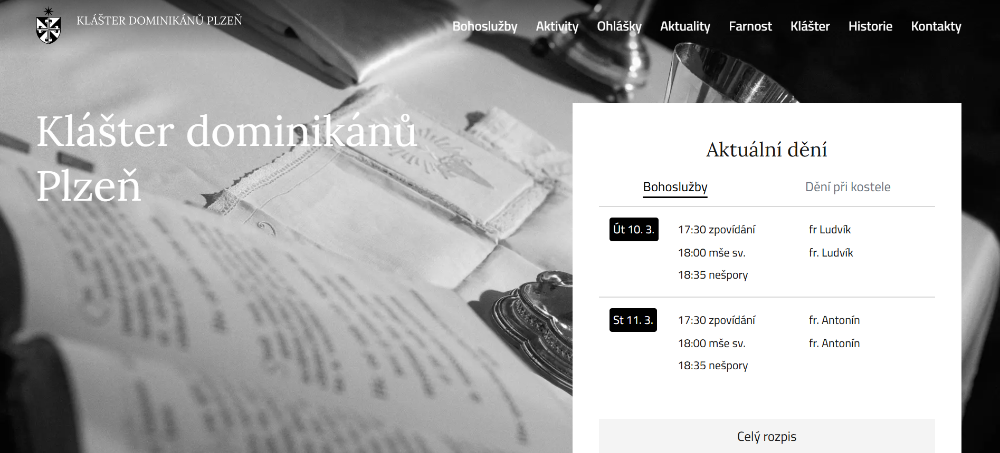 KLÁŠTER DOMINIKÁNŮ PLZEŇ
Bohoslužby Aktivity Ohlášky Aktuality Farnost Klášter Historie Kontakty
Klášter dominikánů
Plzeň
Aktuální dění
Bohoslužby Dění při kostele
Út 10. 3. 17:30 zpovídání fr Ludvík
18:00 mše sv. fr. Ludvík
18:35 nešpory
St 11. 3. 17:30 zpovídání fr. Antonín
18:00 mše sv. fr. Antonín
18:35 nešpory
Celý rozpis